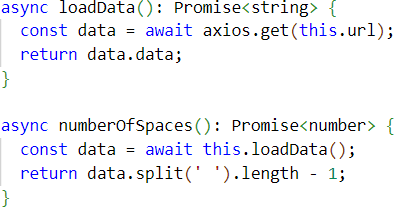 async loadData(): Promise<string> {
  const data = await axios.get(this.url);
  return data.data;
}

async numberOfSpaces(): Promise<number> {
  const data = await this.loadData();
  return data.split(' ').length - 1;
}